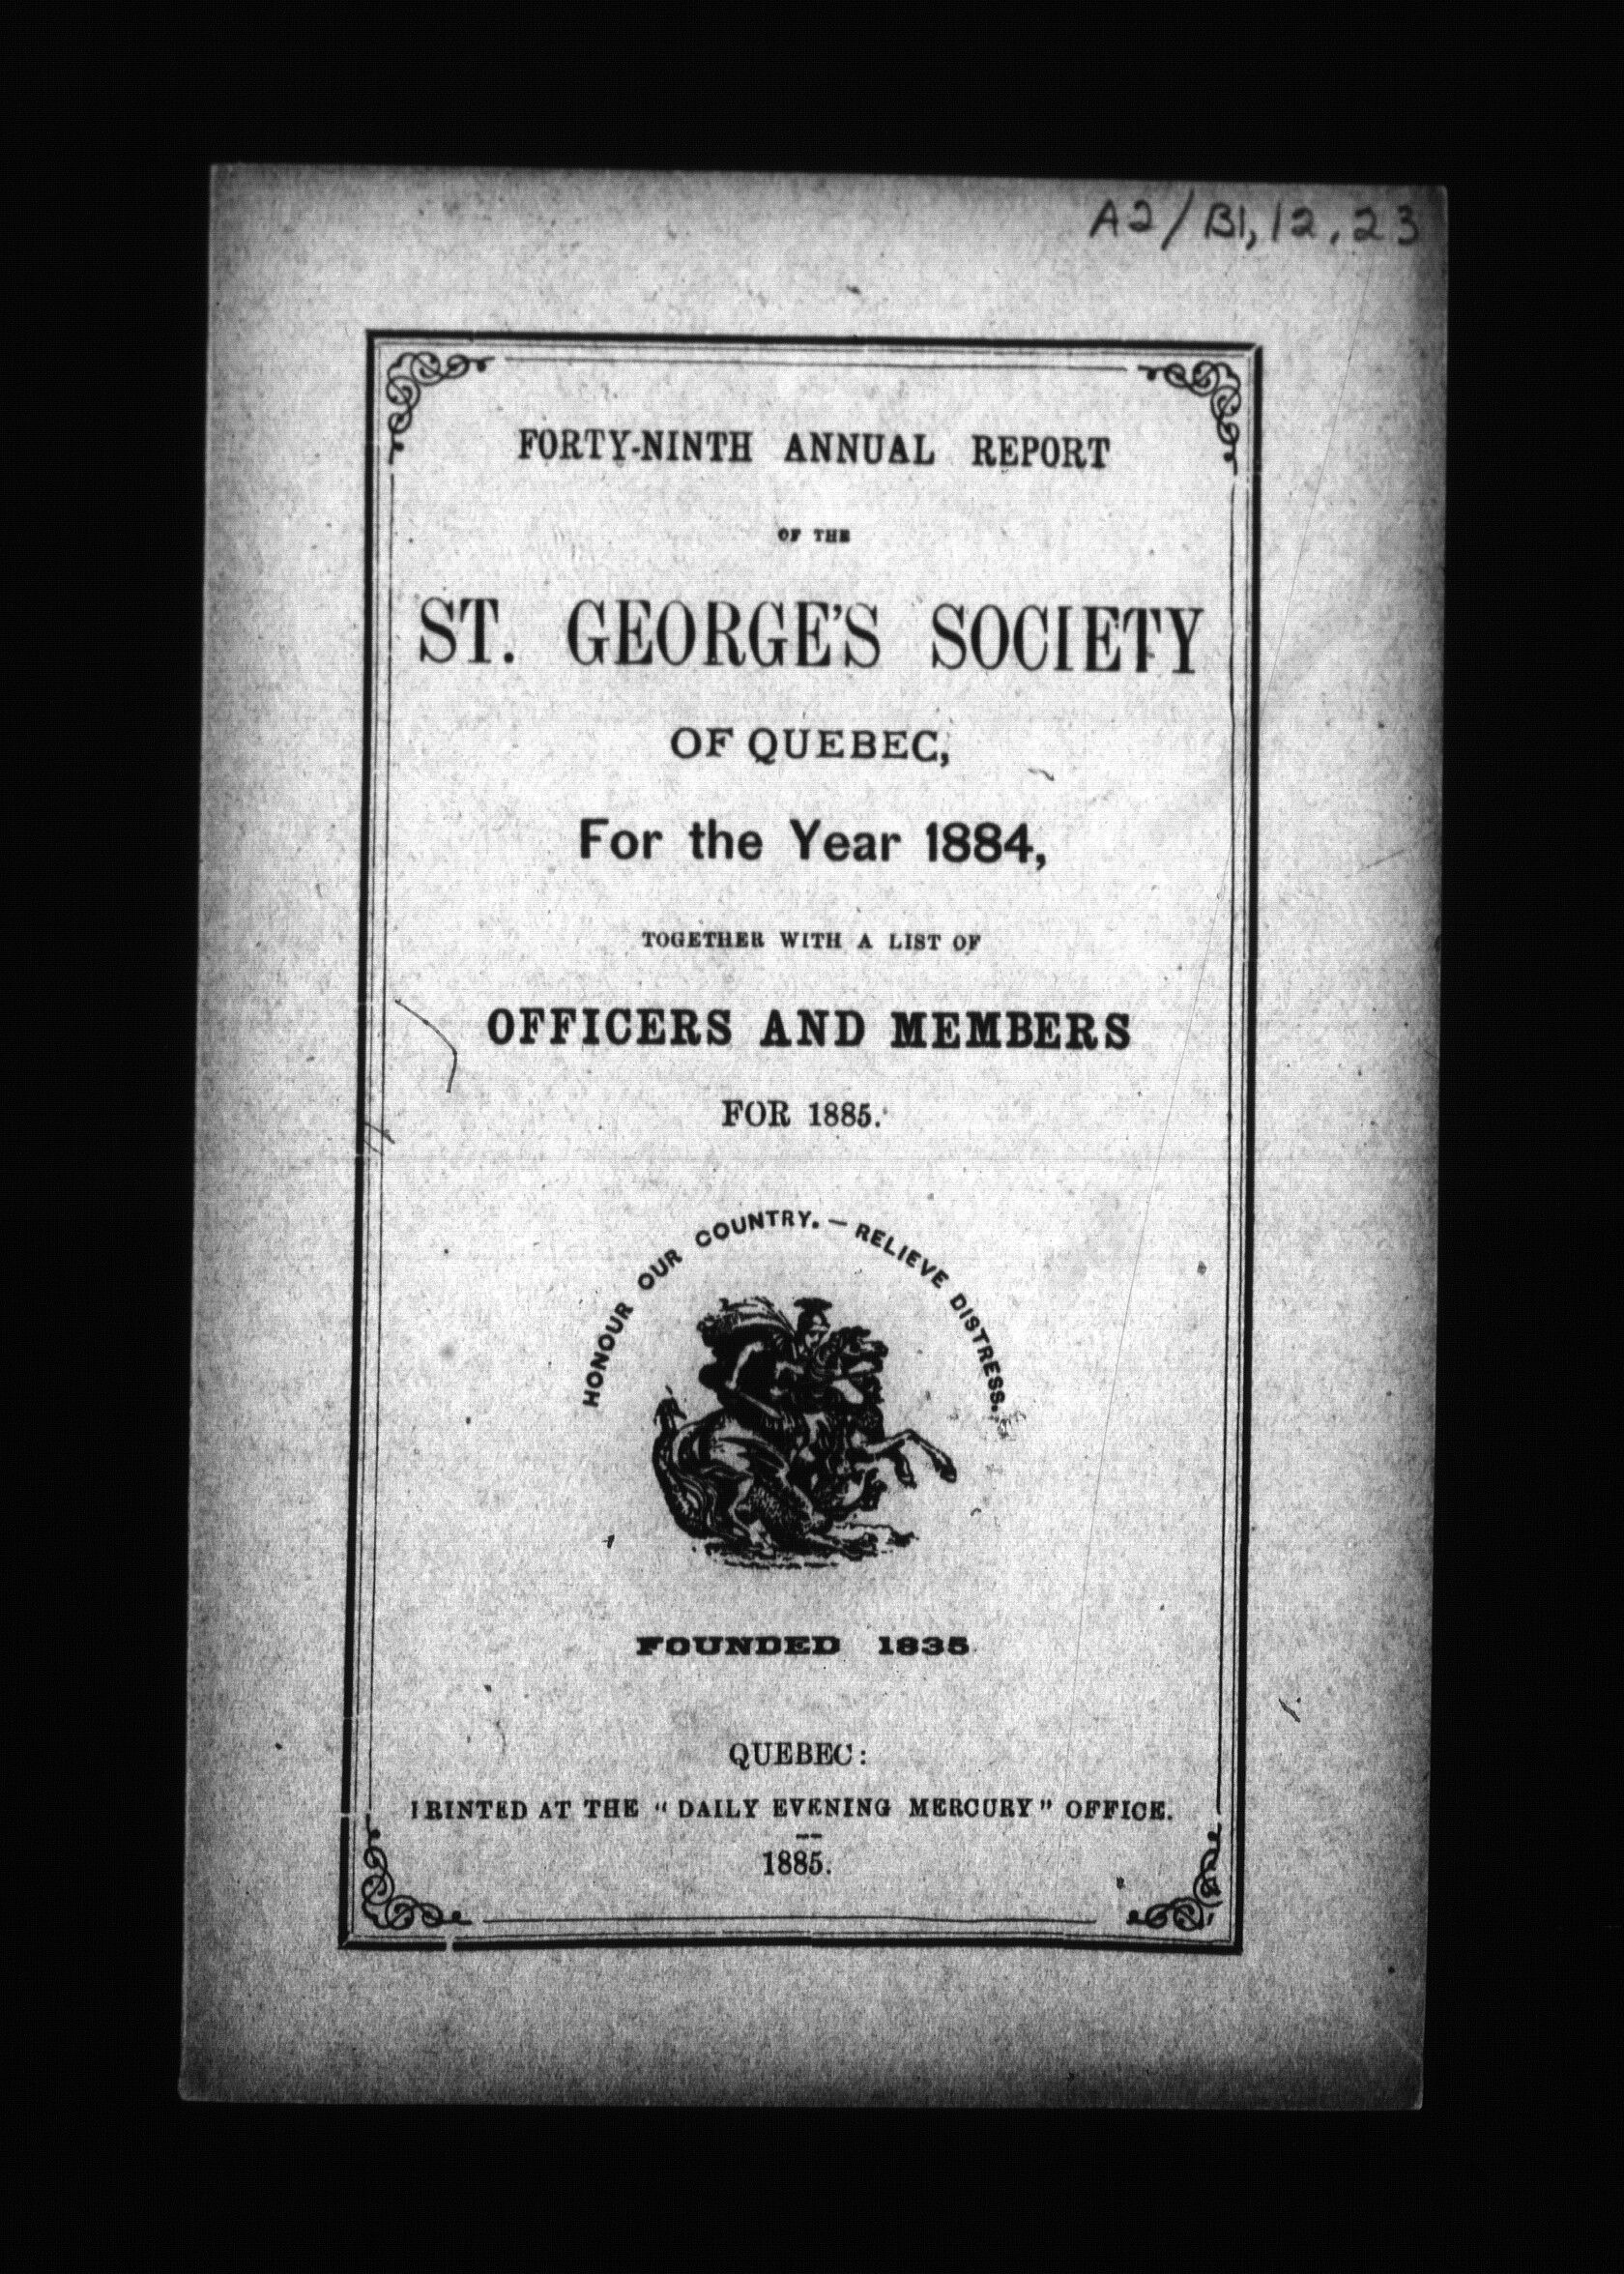 A2/B1,12.23
FORTY-NINTH ANNUAL REPORT
OF THE
ST. GEORGE'S SOCIETY
OF QUEBEC,
For the Year 1884,
TOGETHER WITH A LIST OF
OFFICERS AND MEMBERS
FOR 1885.
HONOUR OUR COUNTRY. — RELIEVE DISTRESS.
FOUNDED 1835
QUEBEC:
PRINTED AT THE "DAILY EVENING MERCURY" OFFICE.
1885.